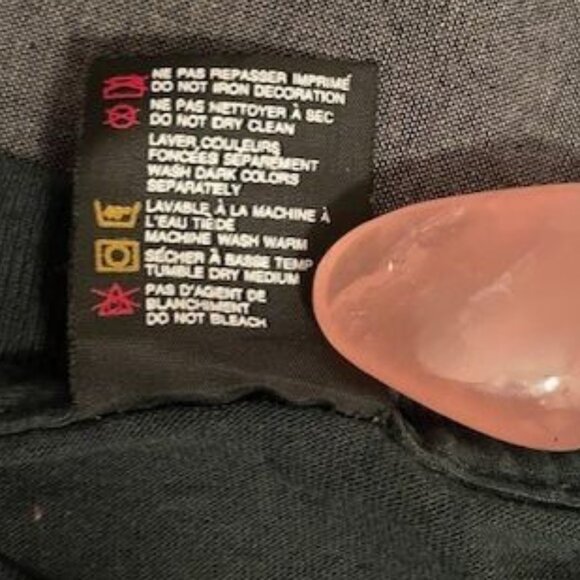 NE PAS REPASSER IMPRIMÉ
DO NOT IRON DECORATION
NE PAS NETTOYER À SEC
DO NOT DRY CLEAN
LAVER COULEURS
FONCÉES SÉPARÉMENT
WASH DARK COLORS
SEPARATELY
40° LAVABLE À LA MACHINE À
L'EAU TIÈDE
MACHINE WASH WARM
SÉCHER À BASSE TEMP
TUMBLE DRY MEDIUM
PAS D'AGENT DE
BLANCHIMENT
DO NOT BLEACH